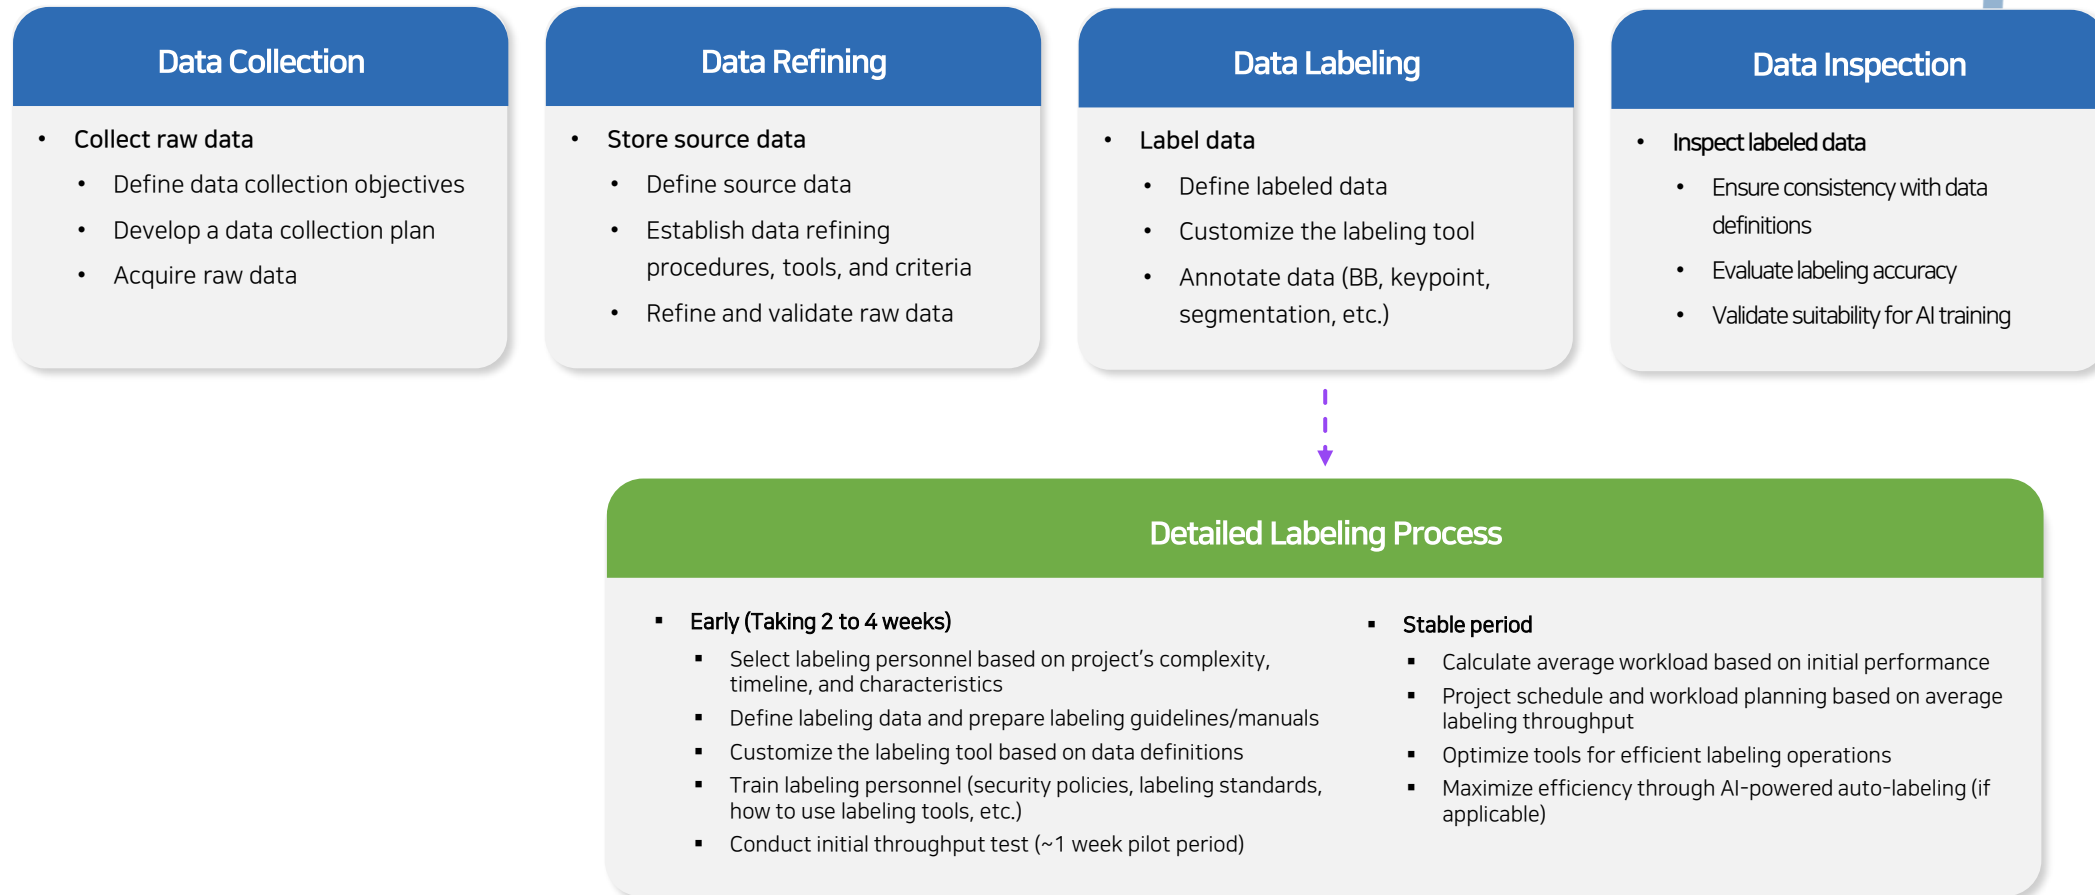 Data Collection
• Collect raw data
• Define data collection objectives
• Develop a data collection plan
• Acquire raw data
Data Refining
• Store source data
• Define source data
• Establish data refining
procedures, tools, and criteria
• Refine and validate raw data
Data Labeling
• Label data
• Define labeled data
• Customize the labeling tool
• Annotate data (BB, keypoint,
segmentation, etc.)
Data Inspection
• Inspect labeled data
• Ensure consistency with data
definitions
• Evaluate labeling accuracy
• Validate suitability for AI training
Detailed Labeling Process
▪ Early (Taking 2 to 4 weeks)
▪ Select labeling personnel based on project's complexity,
timeline, and characteristics
▪ Define labeling data and prepare labeling guidelines/manuals
▪ Customize the labeling tool based on data definitions
▪ Train labeling personnel (security policies, labeling standards,
how to use labeling tools, etc.)
▪ Conduct initial throughput test (~1 week pilot period)
▪ Stable period
▪ Calculate average workload based on initial performance
▪ Project schedule and workload planning based on average
labeling throughput
▪ Optimize tools for efficient labeling operations
▪ Maximize efficiency through AI-powered auto-labeling (if
applicable)